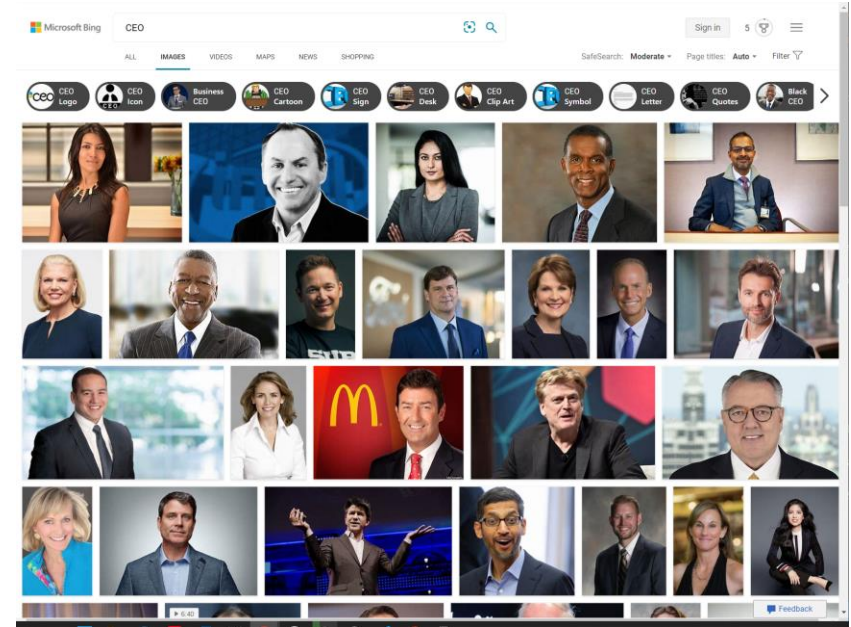 Microsoft Bing
CEO
Sign in
5
ALL IMAGES VIDEOS MAPS NEWS SHOPPING
SafeSearch: Moderate Page titles: Auto Filter
ceo
CEO
Logo
CEO
CEO
Icon
Business
CEO
CEO
Cartoon
CEO
Sign
CEO
Desk
CEO
Clip Art
CEO
Symbol
CEO
Letter
CEO
Quotes
Black
CEO
6:40
Feedback